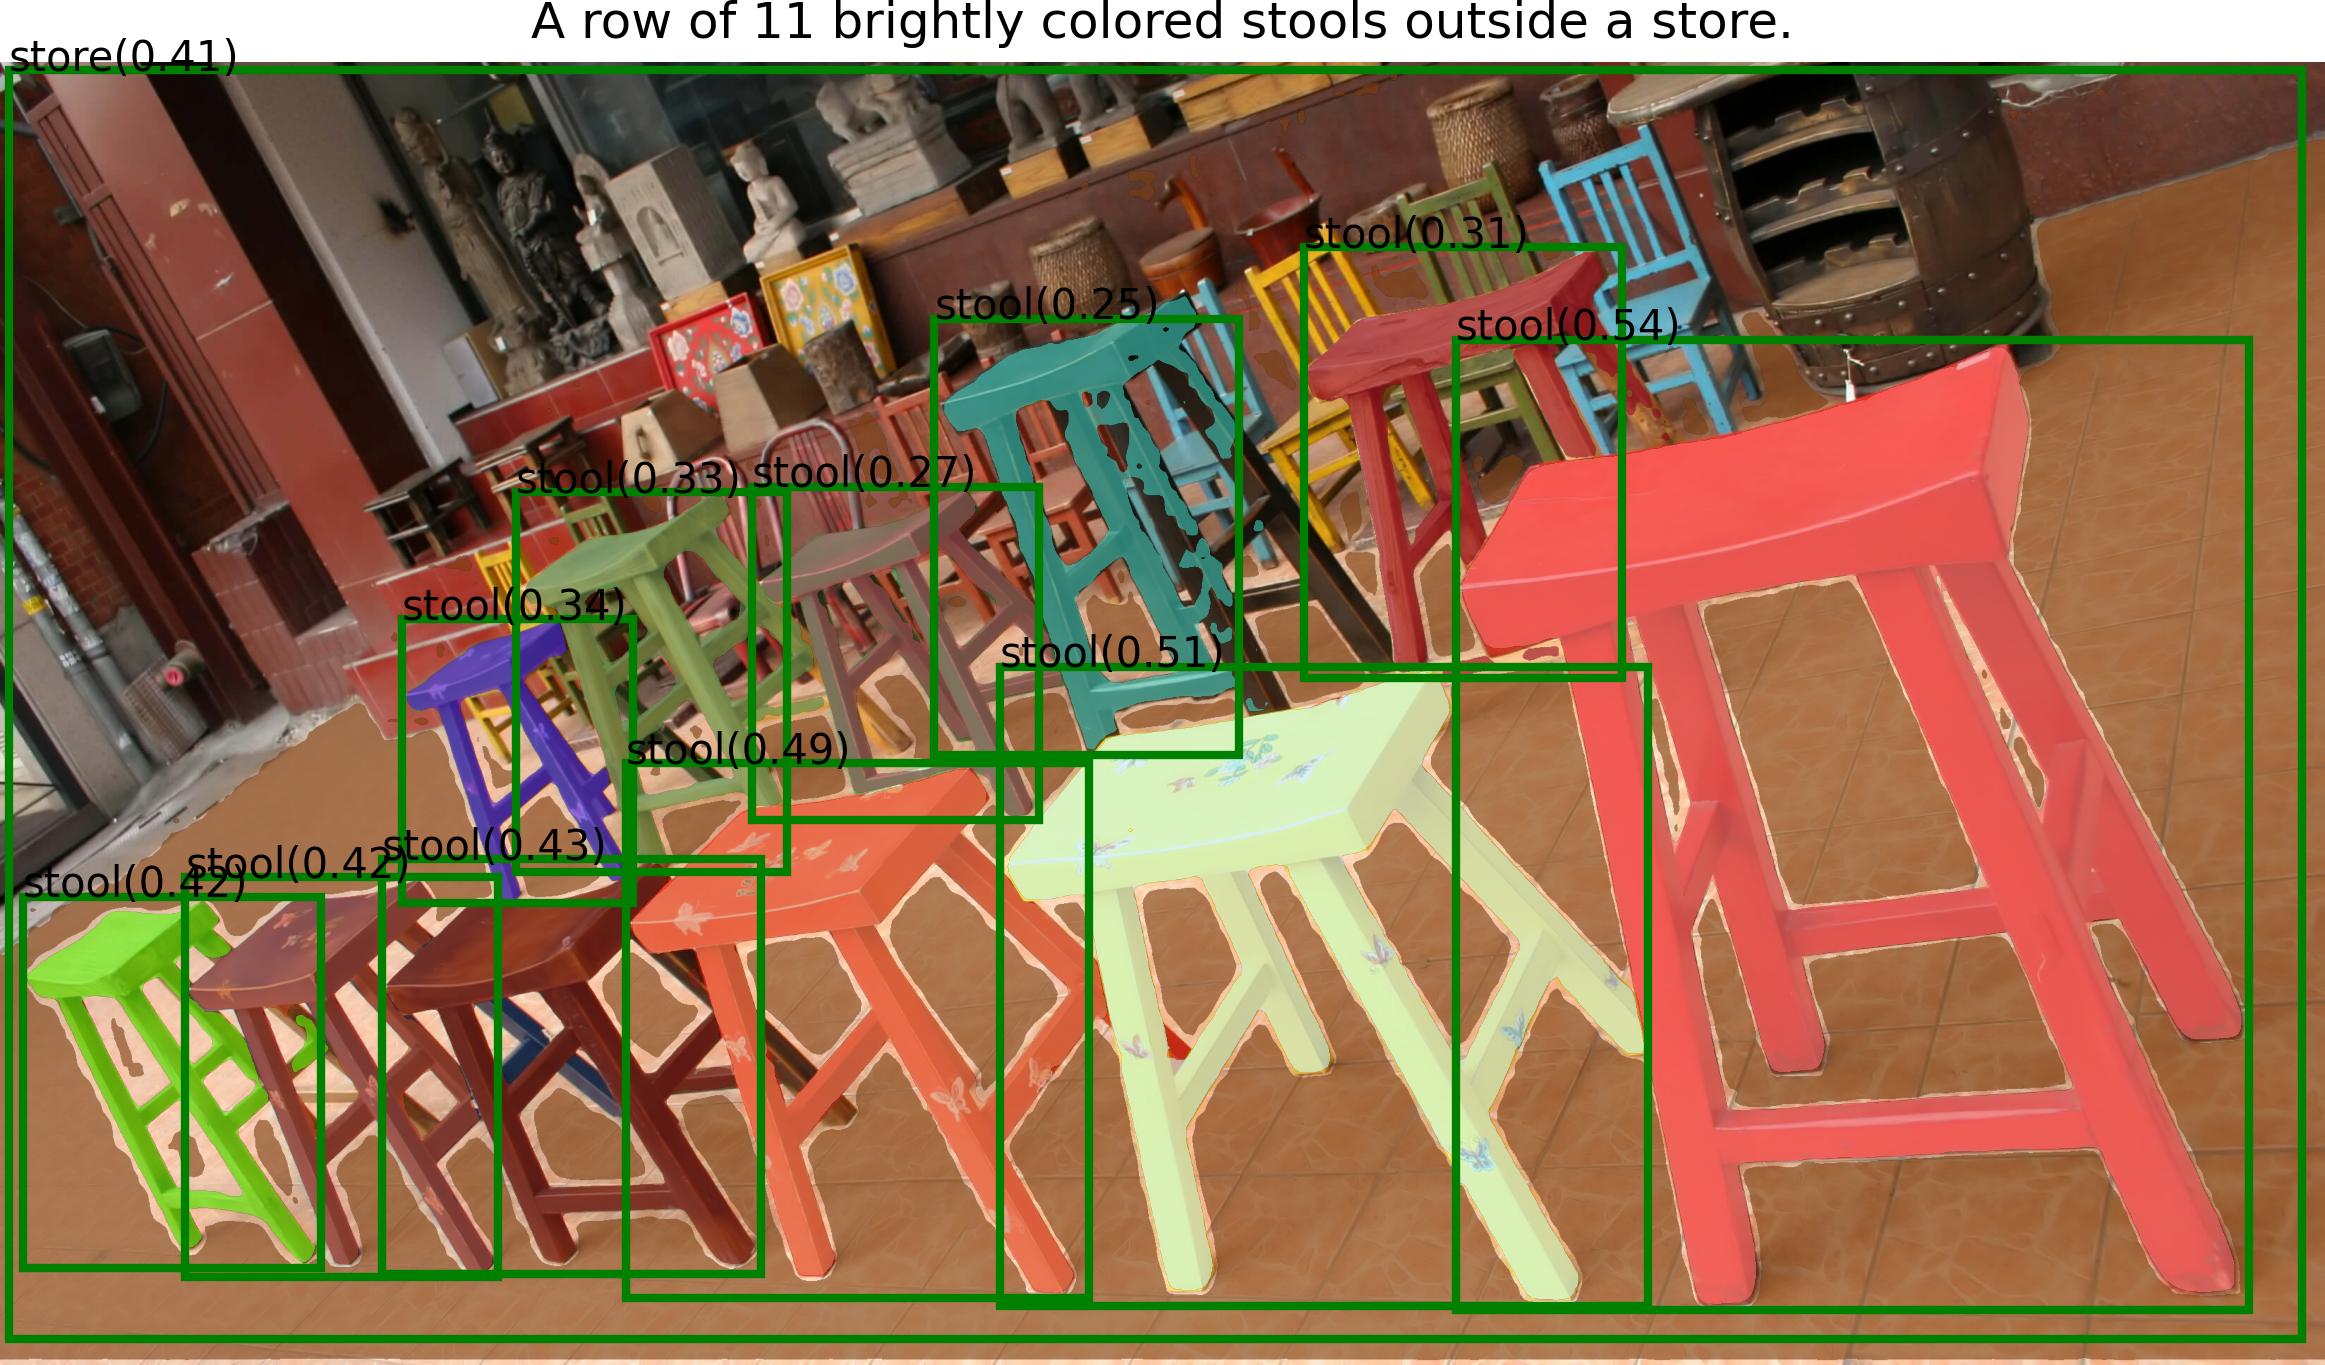 A row of 11 brightly colored stools outside a store.
store(0.41)
stool(0.31)
stool(0.25)
stool(0.54)
stool(0.33)
stool(0.27)
stool(0.34)
stool(0.51)
stool(0.49)
stool(0.43)
stool(0.42)
stool(0.42)